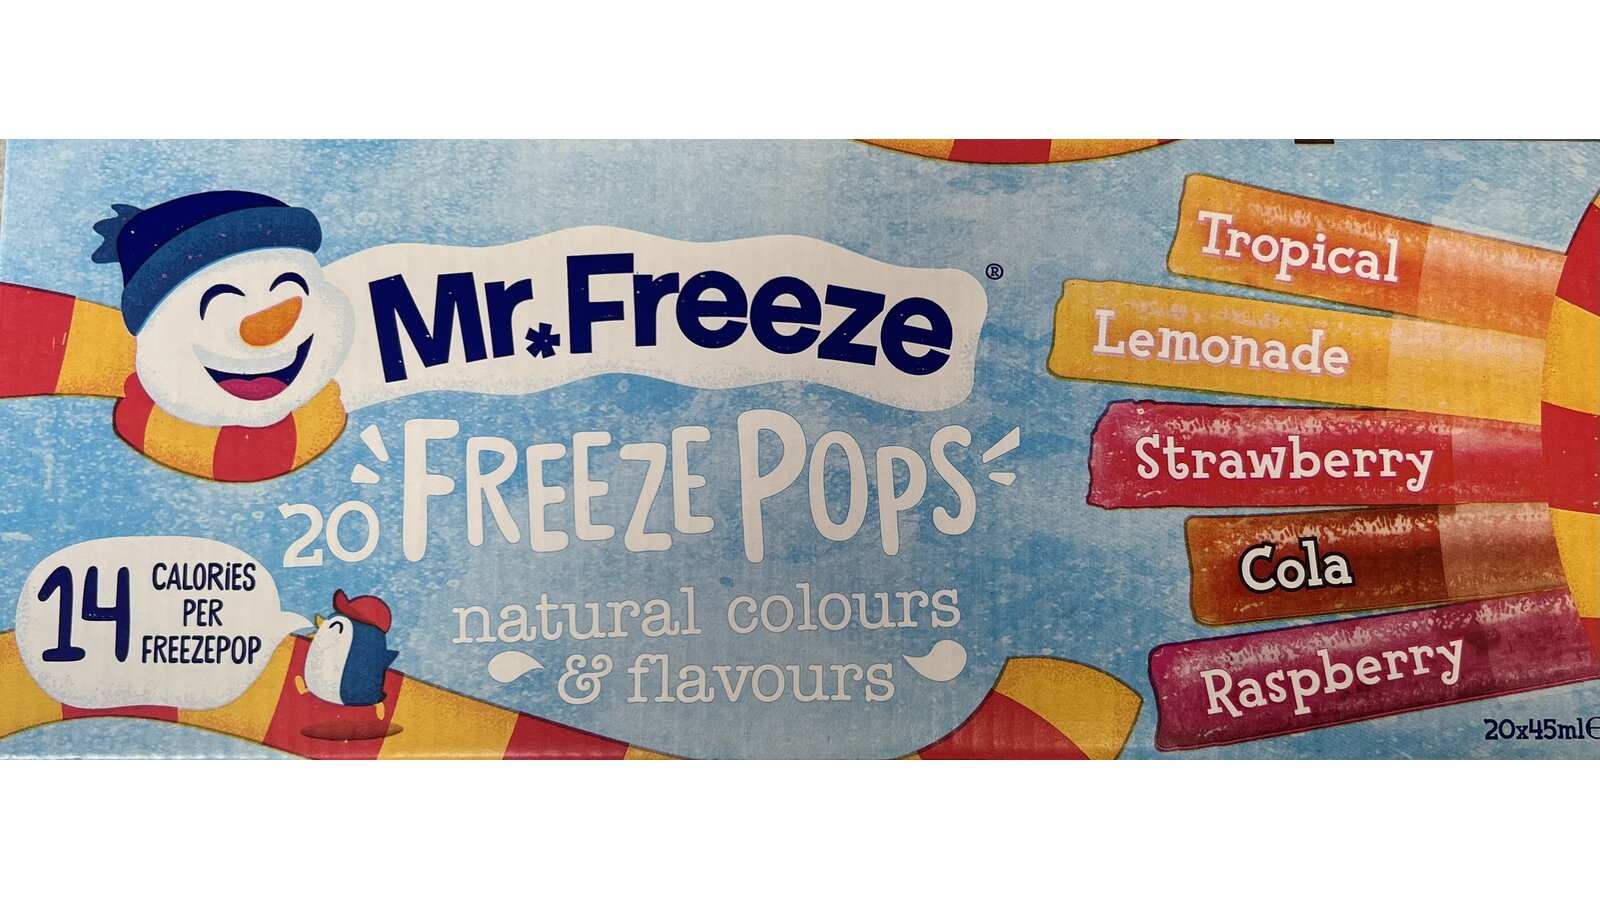 Mr. Freeze ®
20 FREEZE POPS
natural colours
& flavours
14
CALORiES
PER
FREEZEPOP
Tropical
Lemonade
Strawberry
Cola
Raspberry
20x45ml℮